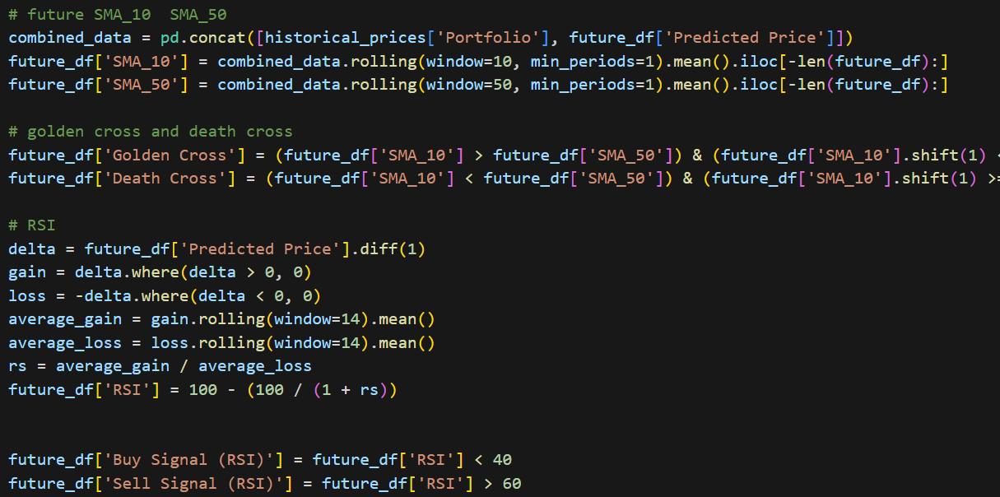 # future SMA_10  SMA_50
combined_data = pd.concat([historical_prices['Portfolio'], future_df['Predicted Price']])
future_df['SMA_10'] = combined_data.rolling(window=10, min_periods=1).mean().iloc[-len(future_df):]
future_df['SMA_50'] = combined_data.rolling(window=50, min_periods=1).mean().iloc[-len(future_df):]
# golden cross and death cross
future_df['Golden Cross'] = (future_df['SMA_10'] > future_df['SMA_50']) & (future_df['SMA_10'].shift(1) <
future_df['Death Cross'] = (future_df['SMA_10'] < future_df['SMA_50']) & (future_df['SMA_10'].shift(1) >=
# RSI
delta = future_df['Predicted Price'].diff(1)
gain = delta.where(delta > 0, 0)
loss = -delta.where(delta < 0, 0)
average_gain = gain.rolling(window=14).mean()
average_loss = loss.rolling(window=14).mean()
rs = average_gain / average_loss
future_df['RSI'] = 100 - (100 / (1 + rs))
future_df['Buy Signal (RSI)'] = future_df['RSI'] < 40
future_df['Sell Signal (RSI)'] = future_df['RSI'] > 60